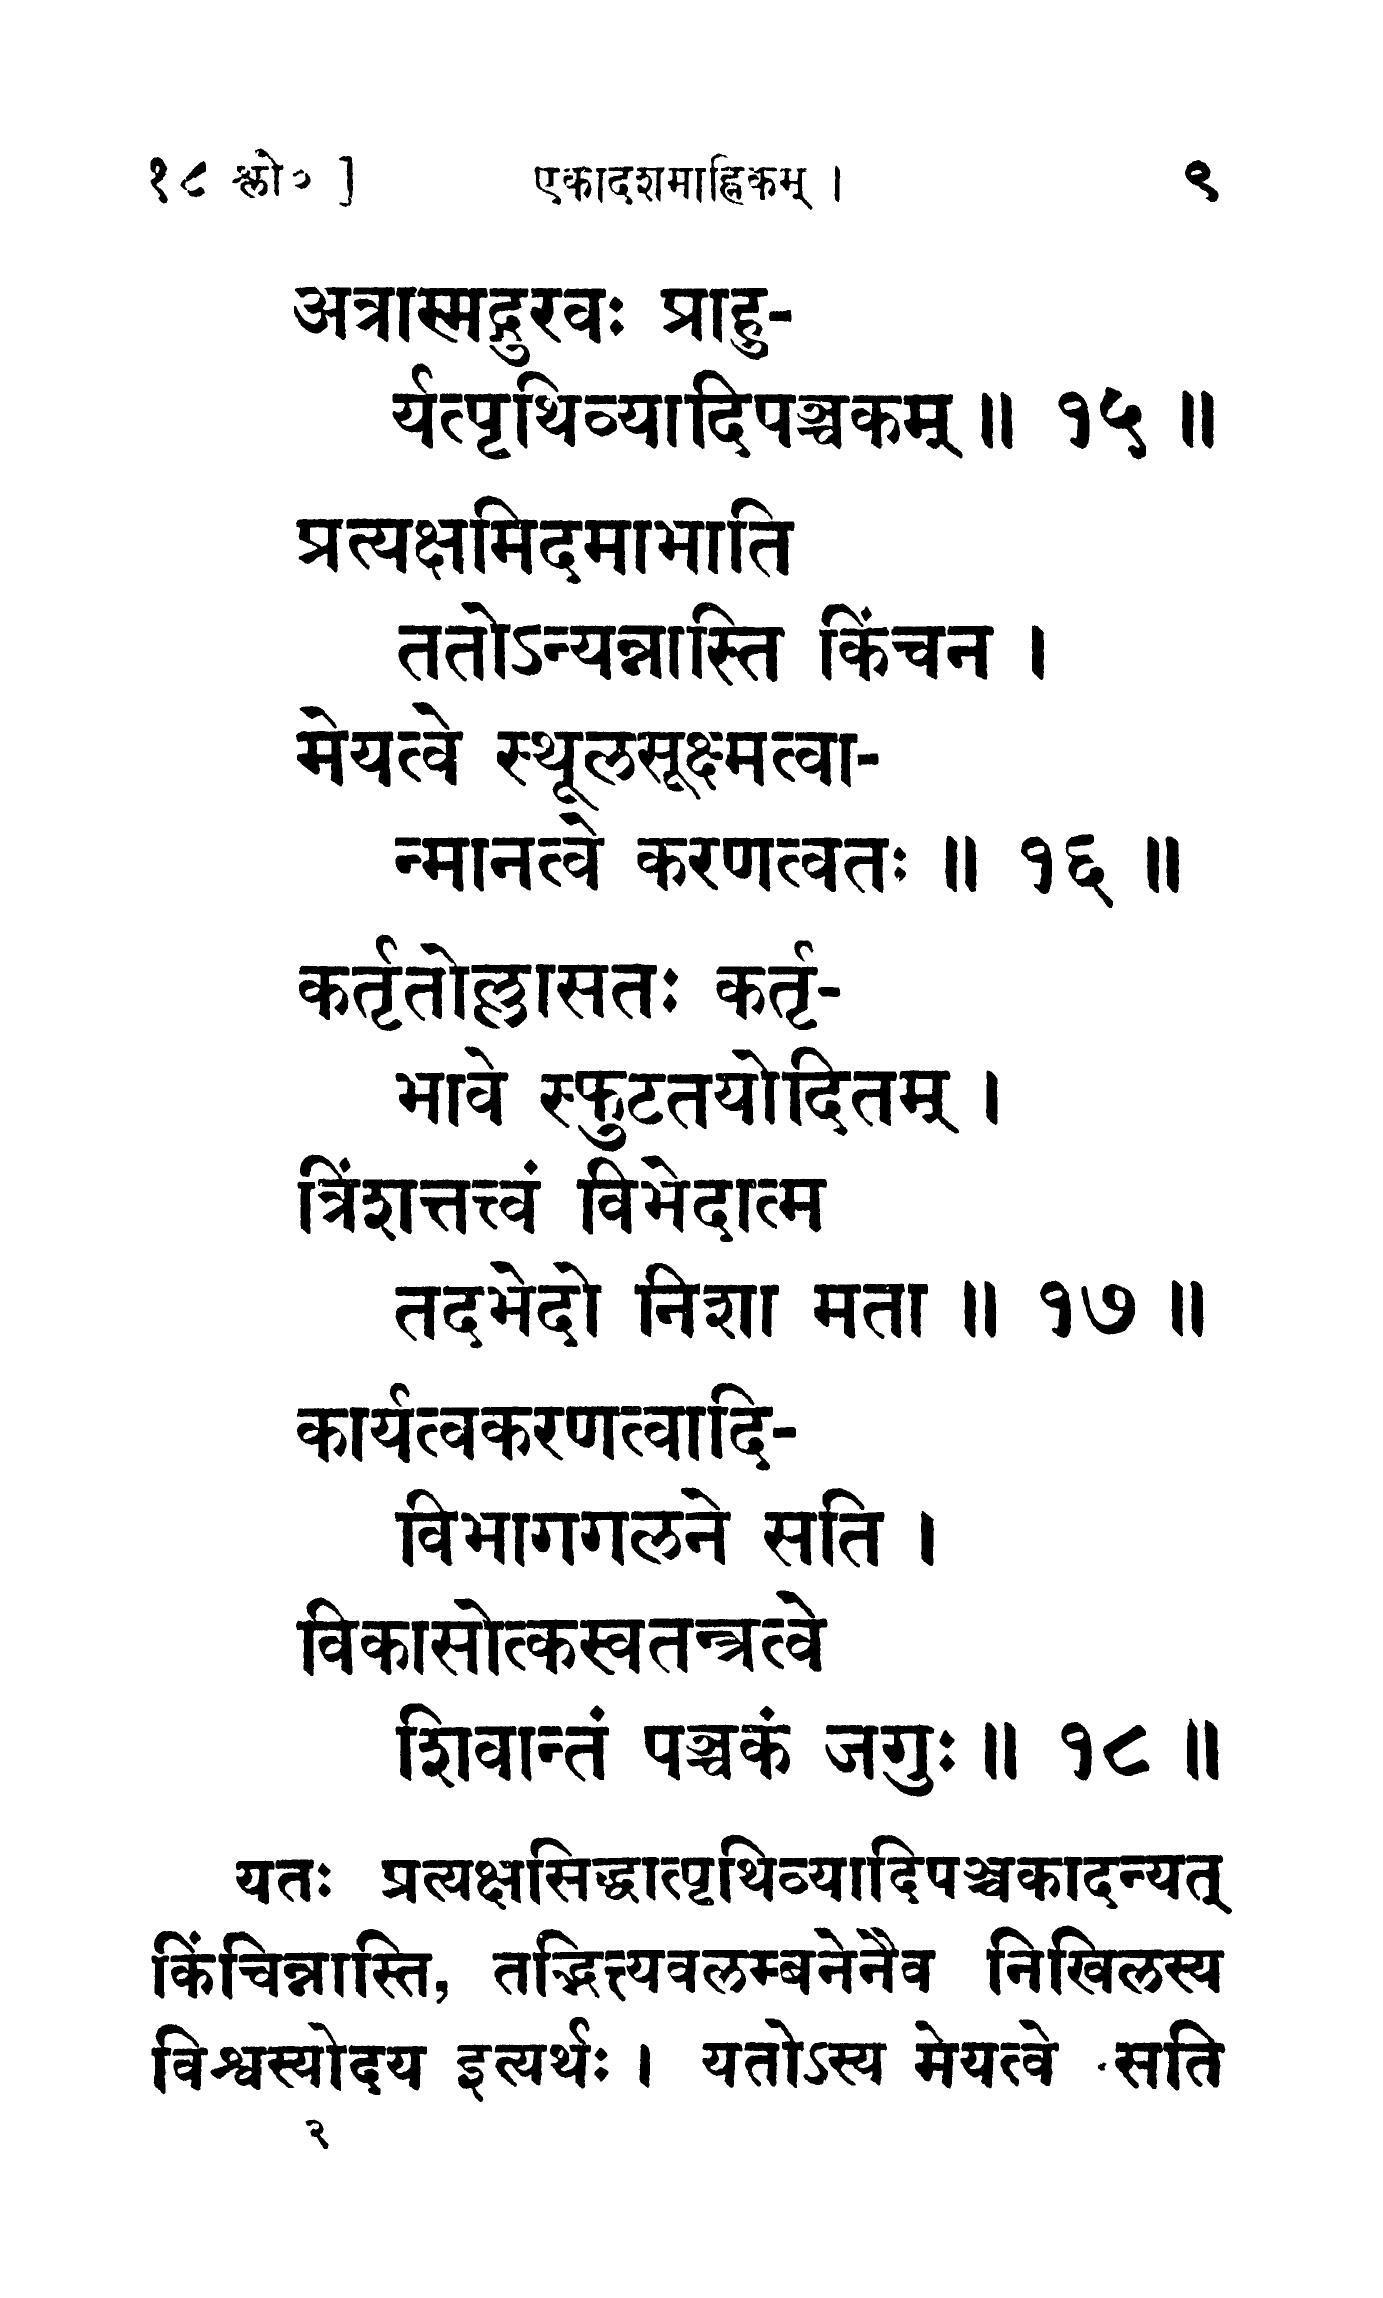 १८ श्लो० ] एकादशमाह्निकम् । ९
अत्रास्मद्गुरवः प्राहु-
र्यत्पृथिव्यादिपञ्चकम् ॥ १५ ॥
प्रत्यक्षमिदमाभाति
ततोऽन्यन्नास्ति किंचन ।
मेयत्वे स्थूलसूक्ष्मत्वा-
न्मानत्वे करणत्वतः ॥ १६ ॥
कर्तृतोल्लासतः कर्तृ-
भावे स्फुटतयोदितम् ।
त्रिंशत्तत्त्वं विभेदात्म
तदभेदो निशा मता ॥ १७ ॥
कार्यत्वकरणत्वादि-
विभागगलने सति ।
विकासोत्कस्वतन्त्रत्वे
शिवान्तं पञ्चकं जगुः ॥ १८ ॥
यतः प्रत्यक्षसिद्धात्पृथिव्यादिपञ्चकादन्यत्
किंचिन्नास्ति, तद्भित्त्यवलम्बनेनैव निखिलस्य
विश्वस्योदय इत्यर्थः । यतोऽस्य मेयत्वे सति
२